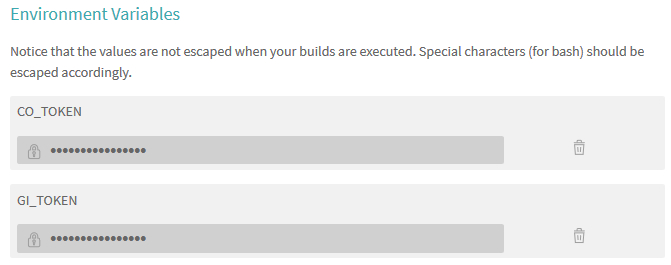 Environment Variables
Notice that the values are not escaped when your builds are executed. Special characters (for bash) should be
escaped accordingly.
CO_TOKEN
••••••••••••••••
GI_TOKEN
••••••••••••••••